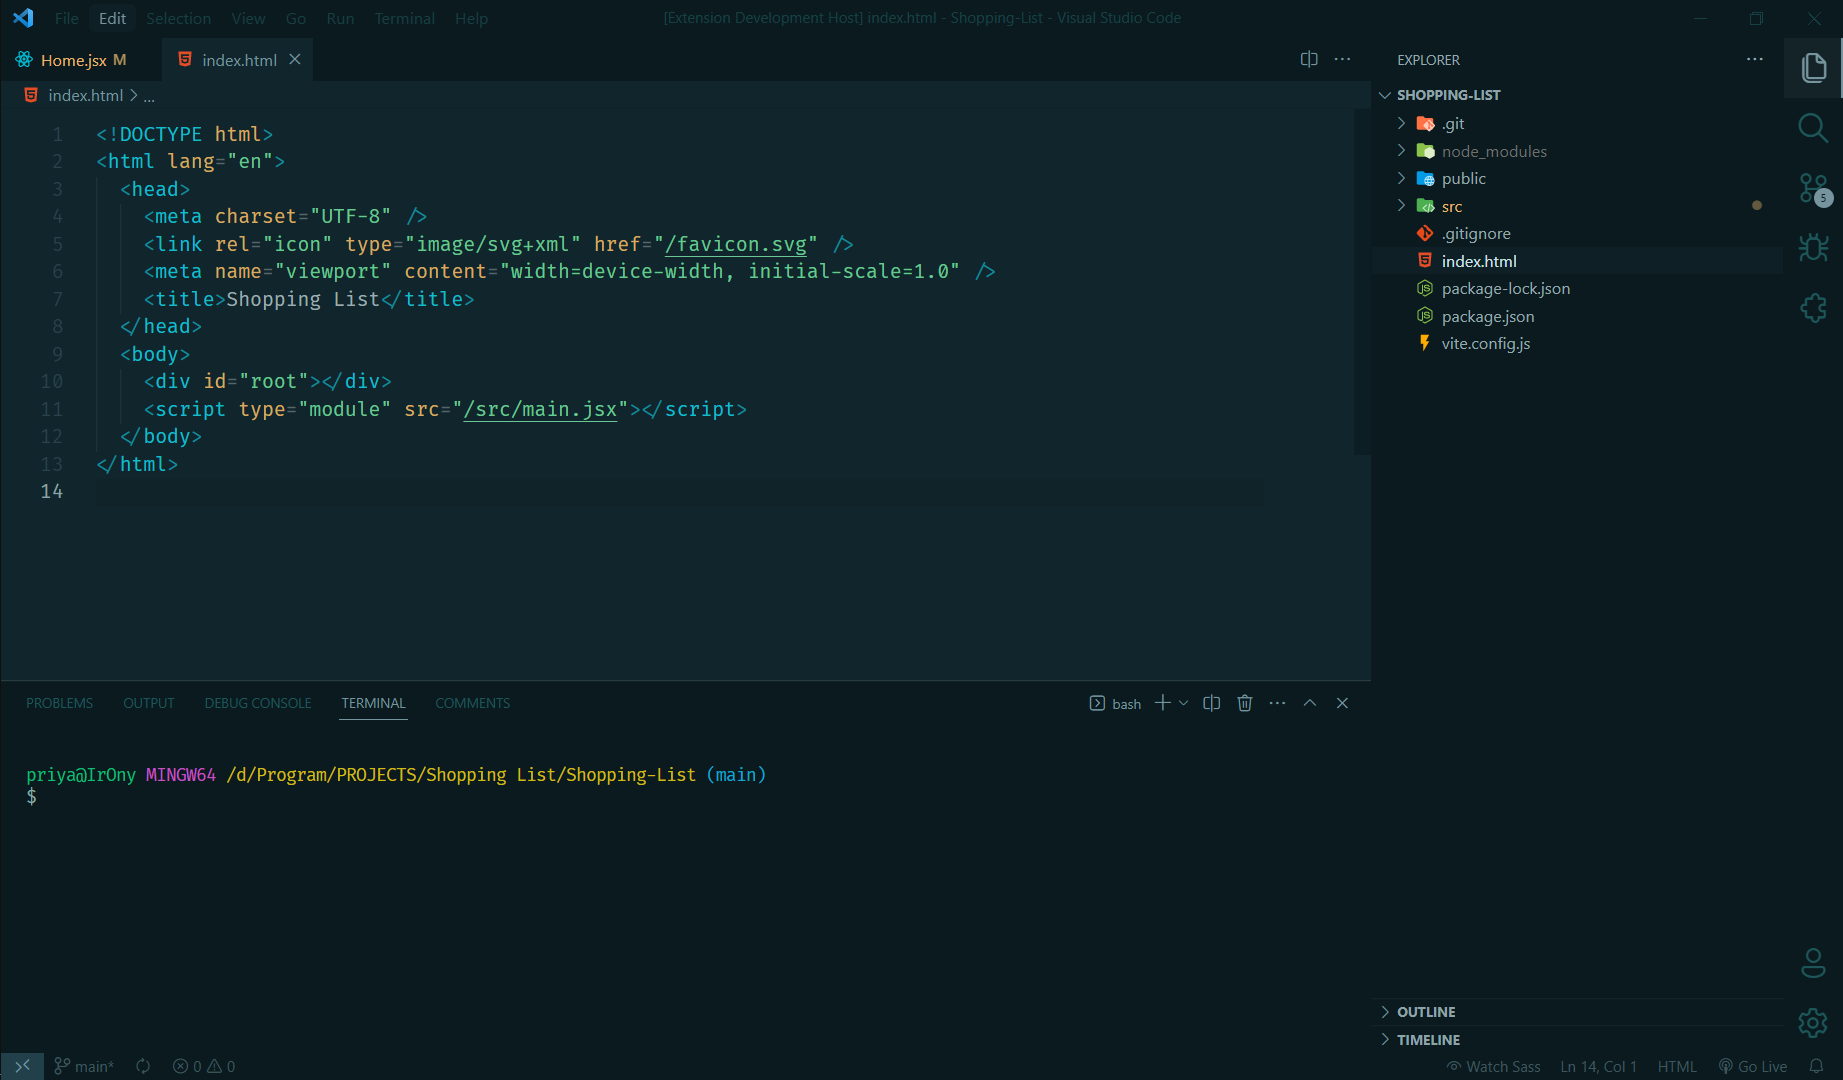 File Edit Selection View Go Run Terminal Help [Extension Development Host] index.html - Shopping-List - Visual Studio Code
Home.jsx M index.html
index.html > ...
1 <!DOCTYPE html>
2 <html lang="en">
3 <head>
4 <meta charset="UTF-8" />
5 <link rel="icon" type="image/svg+xml" href="/favicon.svg" />
6 <meta name="viewport" content="width=device-width, initial-scale=1.0" />
7 <title>Shopping List</title>
8 </head>
9 <body>
10 <div id="root"></div>
11 <script type="module" src="/src/main.jsx"></script>
12 </body>
13 </html>
14
PROBLEMS OUTPUT DEBUG CONSOLE TERMINAL COMMENTS bash
priya@IrOny MINGW64 /d/Program/PROJECTS/Shopping List/Shopping-List (main)
$
EXPLORER
SHOPPING-LIST
.git
node_modules
public
src
.gitignore
index.html
package-lock.json
package.json
vite.config.js
5
OUTLINE
TIMELINE
main* 0 0 Watch Sass Ln 14, Col 1 HTML Go Live